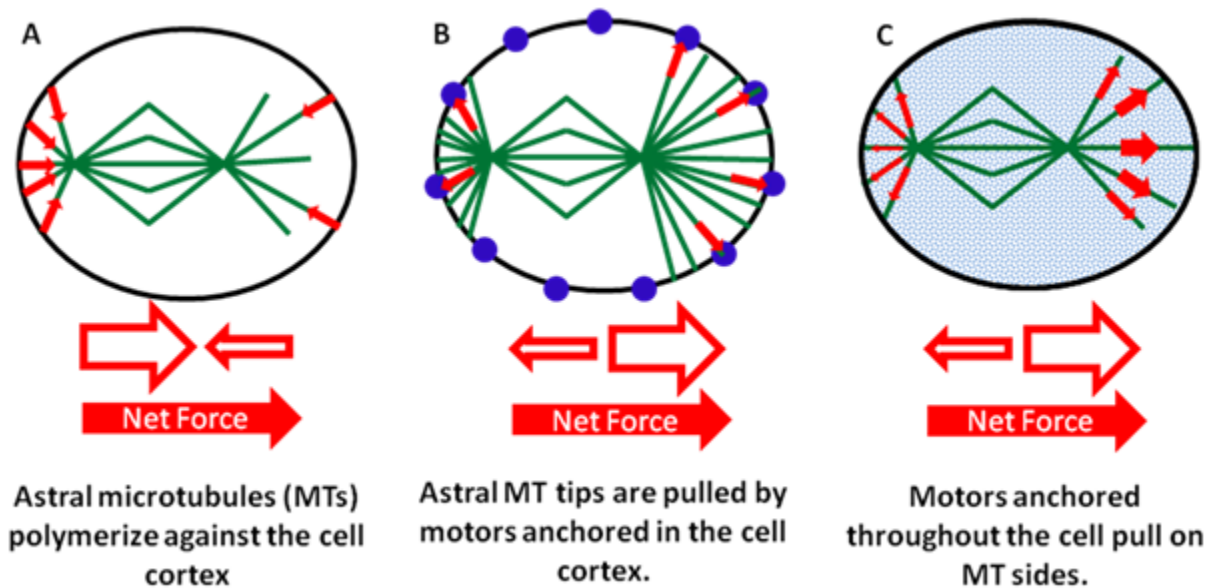 A
B
C
Net Force
Net Force
Net Force
Astral microtubules (MTs)
polymerize against the cell
cortex
Astral MT tips are pulled by
motors anchored in the cell
cortex.
Motors anchored
throughout the cell pull on
MT sides.